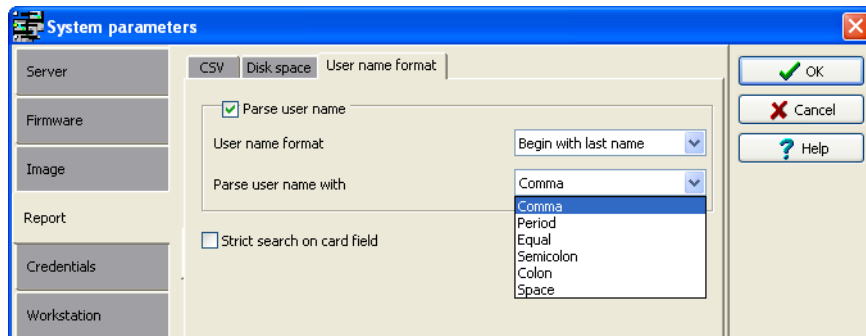 System parameters
Server
Firmware
Image
Report
Credentials
Workstation
CSV
Disk space
User name format
Parse user name
User name format
Begin with last name
Parse user name with
Comma
Comma
Period
Equal
Semicolon
Colon
Space
Strict search on card field
OK
Cancel
? Help